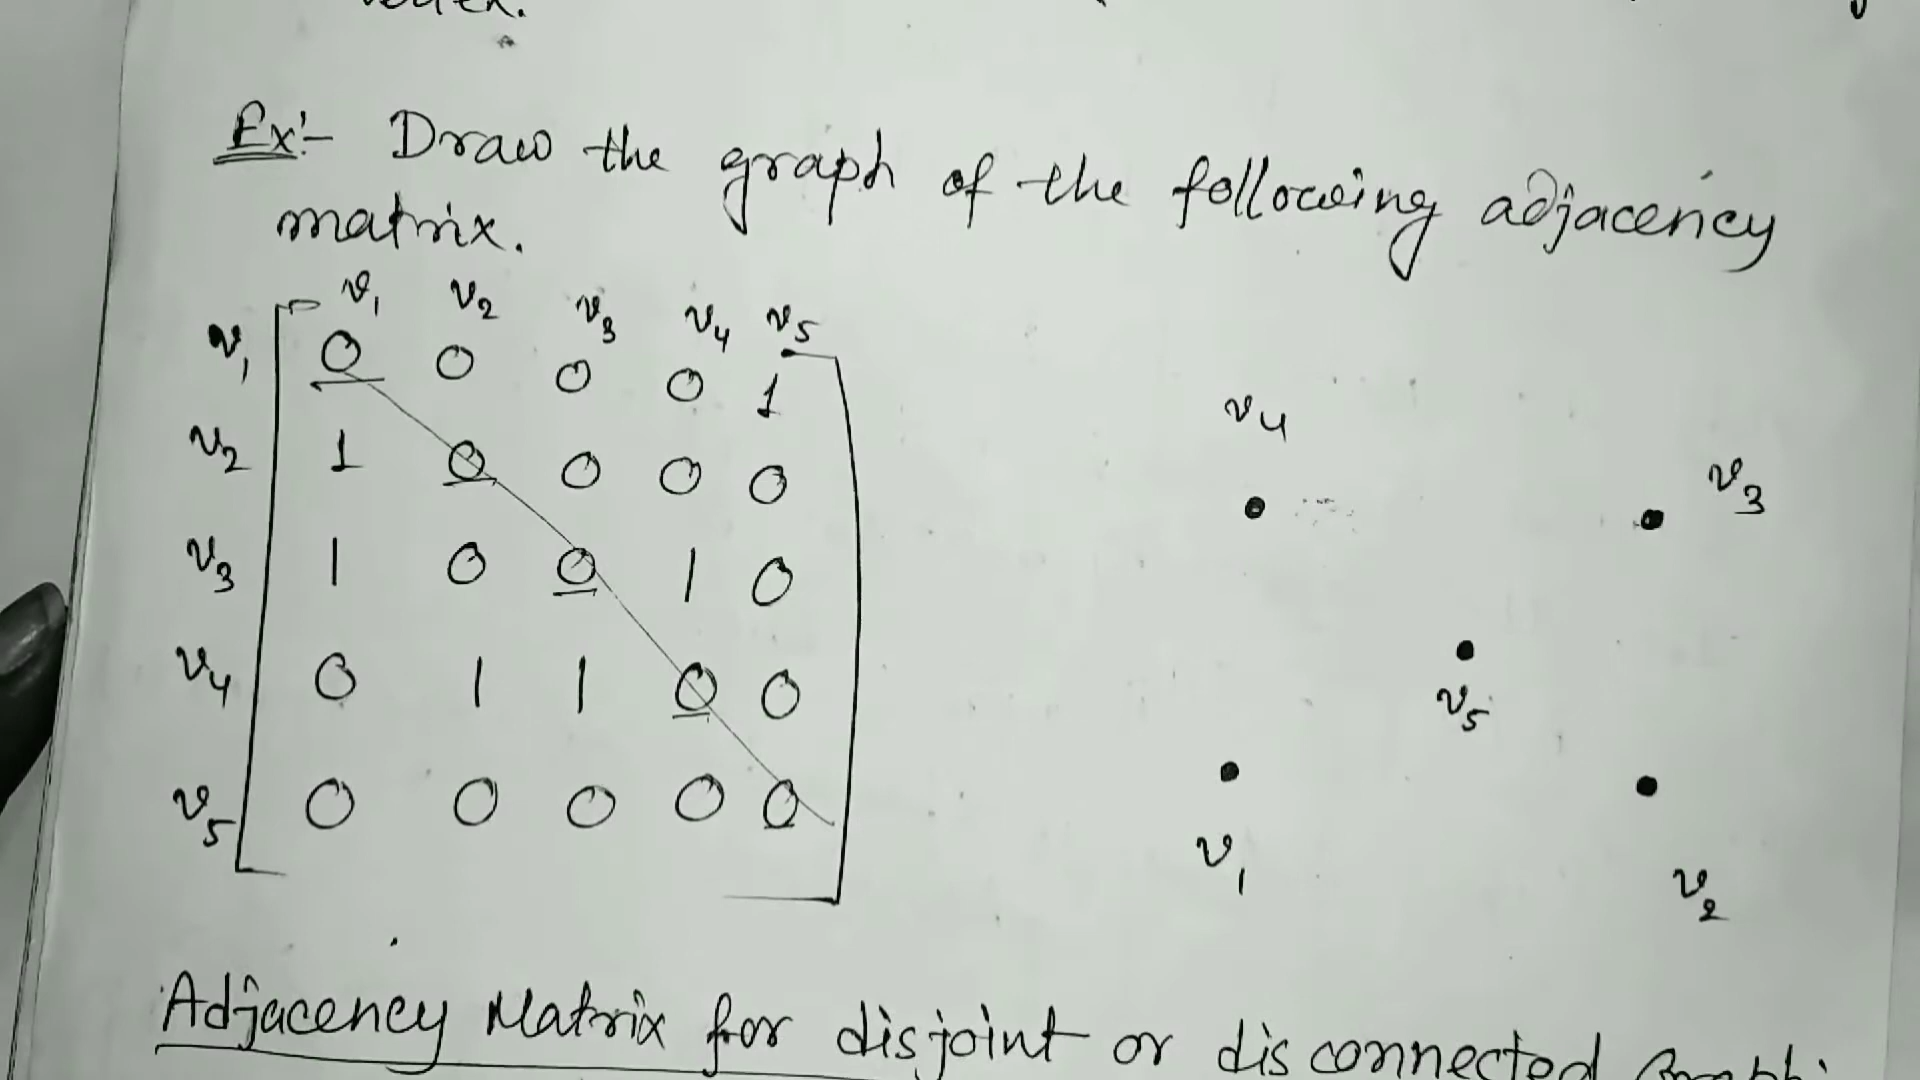 Ex:- Draw the graph of the following adjacency
matrix.
v1 v2 v3 v4 v5
v1 0 0 0 0 1
v2 1 0 0 0 0
v3 1 0 0 1 0
v4 0 1 1 0 0
v5 0 0 0 0 0
v4
v3
v5
v1
v2
Adjacency Matrix for disjoint or disconnected